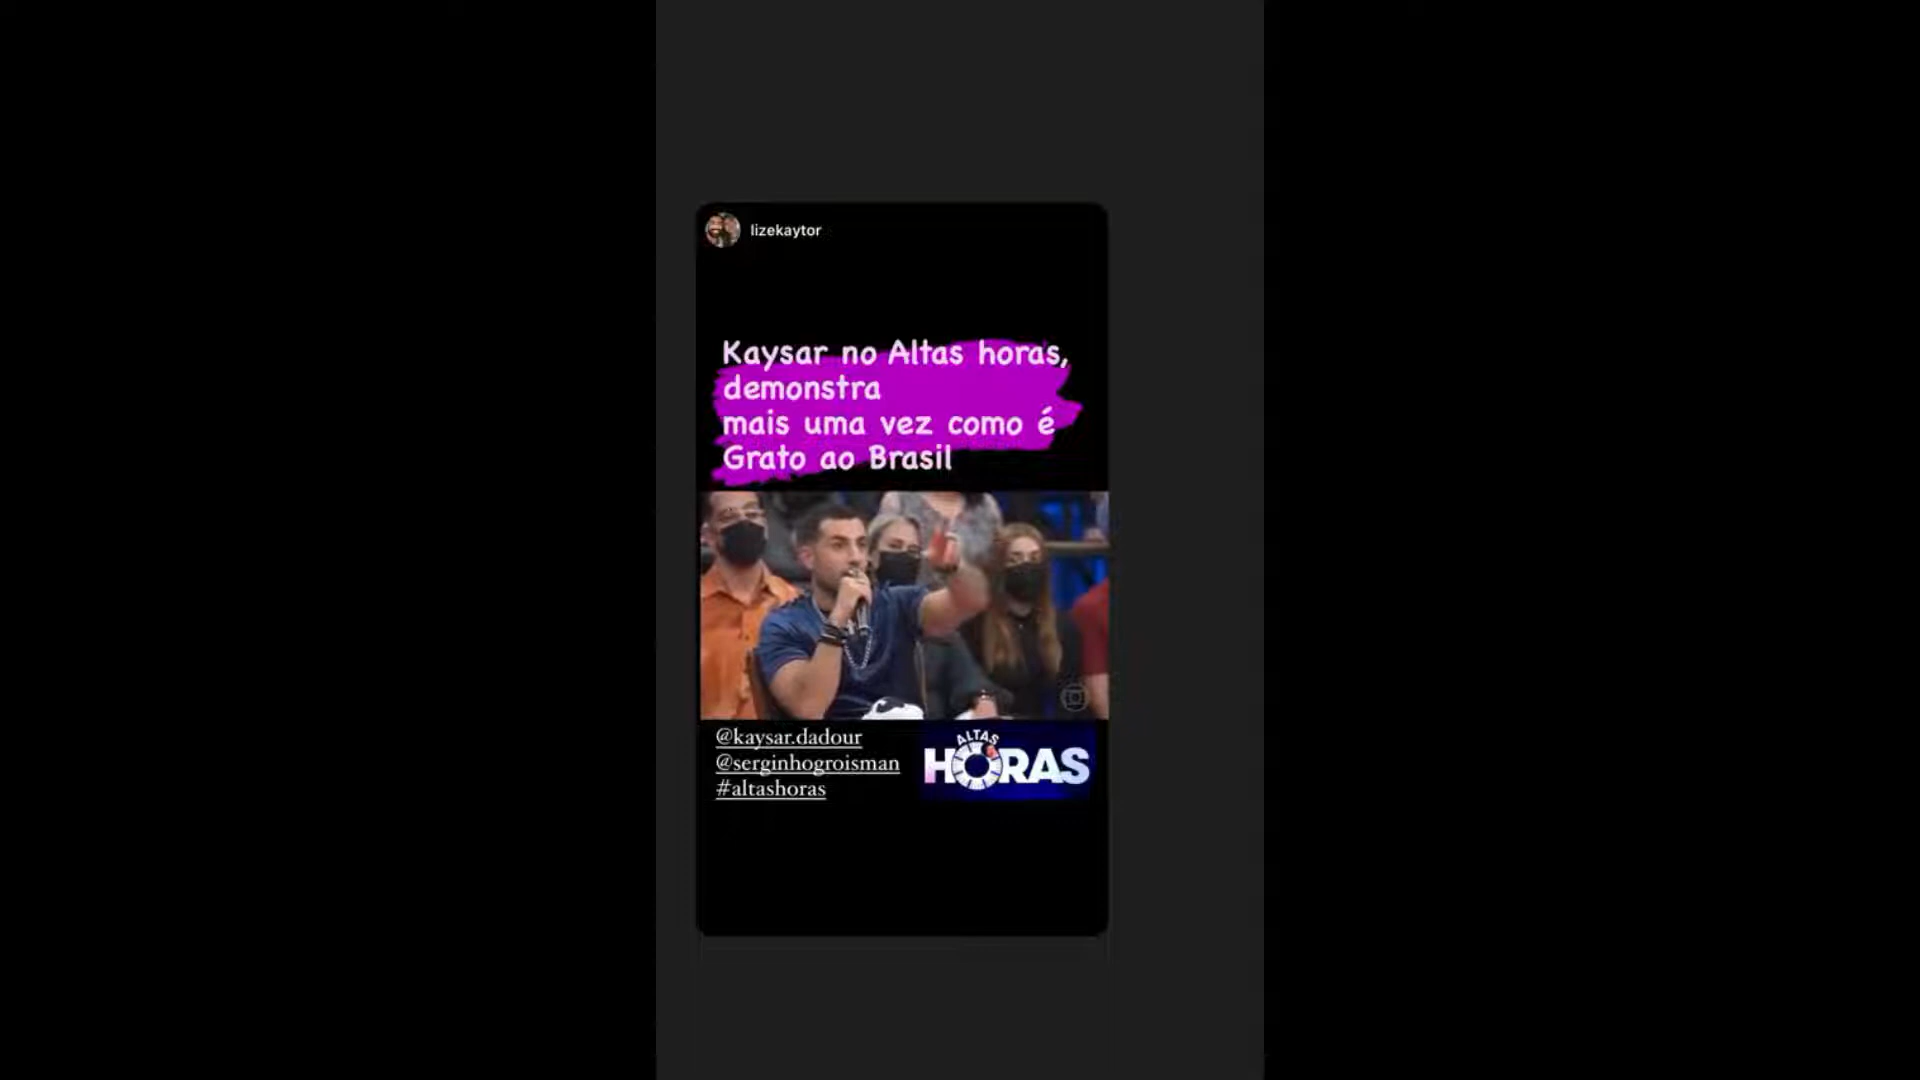 lizekaytor
Kaysar no Altas horas,
demonstra
mais uma vez como é
Grato ao Brasil
@kaysar.dadour
@serginhogroisman
#altashoras
ALTAS
HORAS